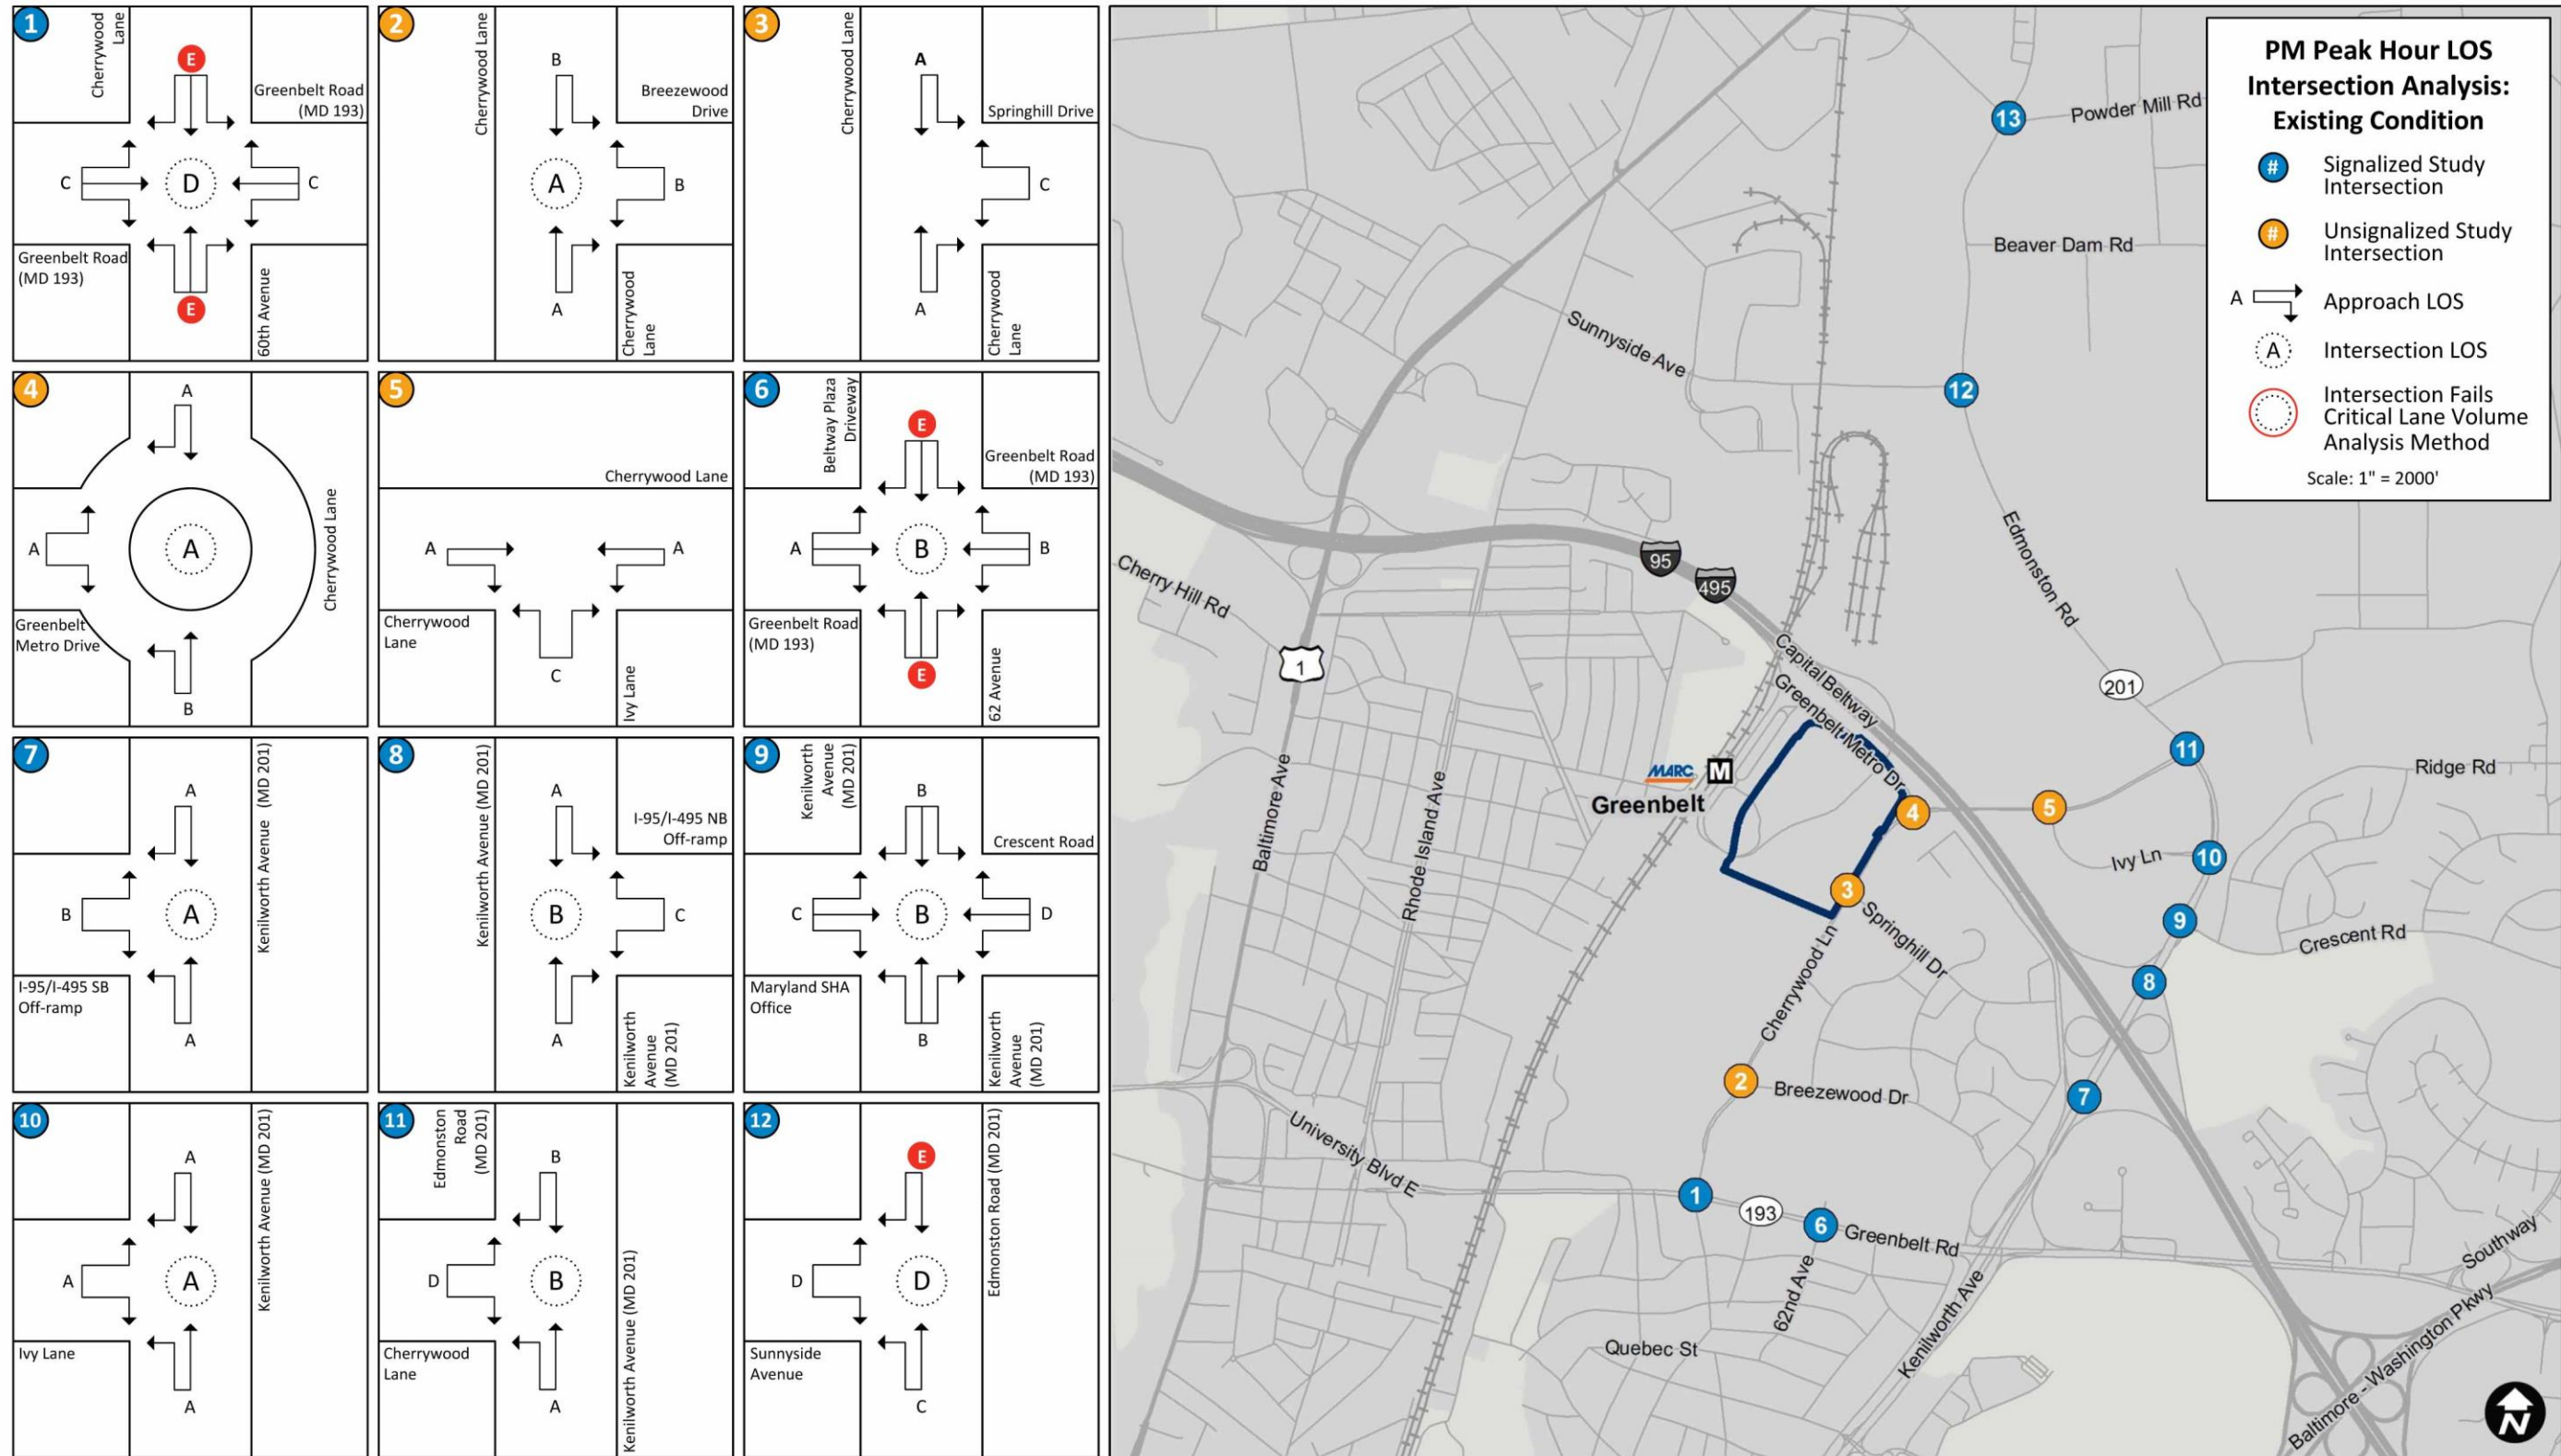 1
Cherrywood
Lane
E
Greenbelt Road
(MD 193)
C
D
C
Greenbelt Road
(MD 193)
E
60th Avenue
2
Cherrywood Lane
B
Breezewood
Drive
A
B
A
Cherrywood
Lane
3
Cherrywood Lane
A
Springhill Drive
C
A
Cherrywood
Lane
4
A
A
A
Cherrywood Lane
Greenbelt
Metro Drive
B
5
Cherrywood Lane
A
A
Cherrywood
Lane
C
Ivy Lane
6
Beltway Plaza
Driveway
E
Greenbelt Road
(MD 193)
A
B
B
Greenbelt Road
(MD 193)
E
62 Avenue
7
A
Kenilworth Avenue (MD 201)
B
A
I-95/I-495 SB
Off-ramp
A
8
Kenilworth Avenue (MD 201)
A
I-95/I-495 NB
Off-ramp
B
C
A
Kenilworth
Avenue
(MD 201)
9
Kenilworth
Avenue
(MD 201)
B
Crescent Road
C
B
D
Maryland SHA
Office
B
Kenilworth
Avenue
(MD 201)
10
A
Kenilworth Avenue (MD 201)
A
A
Ivy Lane
A
11
Edmonston
Road
(MD 201)
B
D
B
Cherrywood
Lane
A
Kenilworth Avenue (MD 201)
12
E
Edmonston Road (MD 201)
D
D
Sunnyside
Avenue
C
PM Peak Hour LOS
Intersection Analysis:
Existing Condition
#
Signalized Study
Intersection
#
Unsignalized Study
Intersection
A
Approach LOS
A
Intersection LOS
Intersection Fails
Critical Lane Volume
Analysis Method
Scale: 1" = 2000'
13
Powder Mill Rd
Beaver Dam Rd
Sunnyside Ave
12
Edmonston Rd
95
495
Cherry Hill Rd
1
Capital Beltway
Greenbelt Metro Dr
201
11
Ridge Rd
MARC
M
Greenbelt
4
5
Ivy Ln
10
Baltimore Ave
Rhode Island Ave
3
Springhill Dr
9
Crescent Rd
8
Cherrywood Ln
2
Breezewood Dr
7
University Blvd E
1
193
6
Greenbelt Rd
62nd Ave
Quebec St
Kenilworth Ave
Southway
Baltimore - Washington Pkwy
N